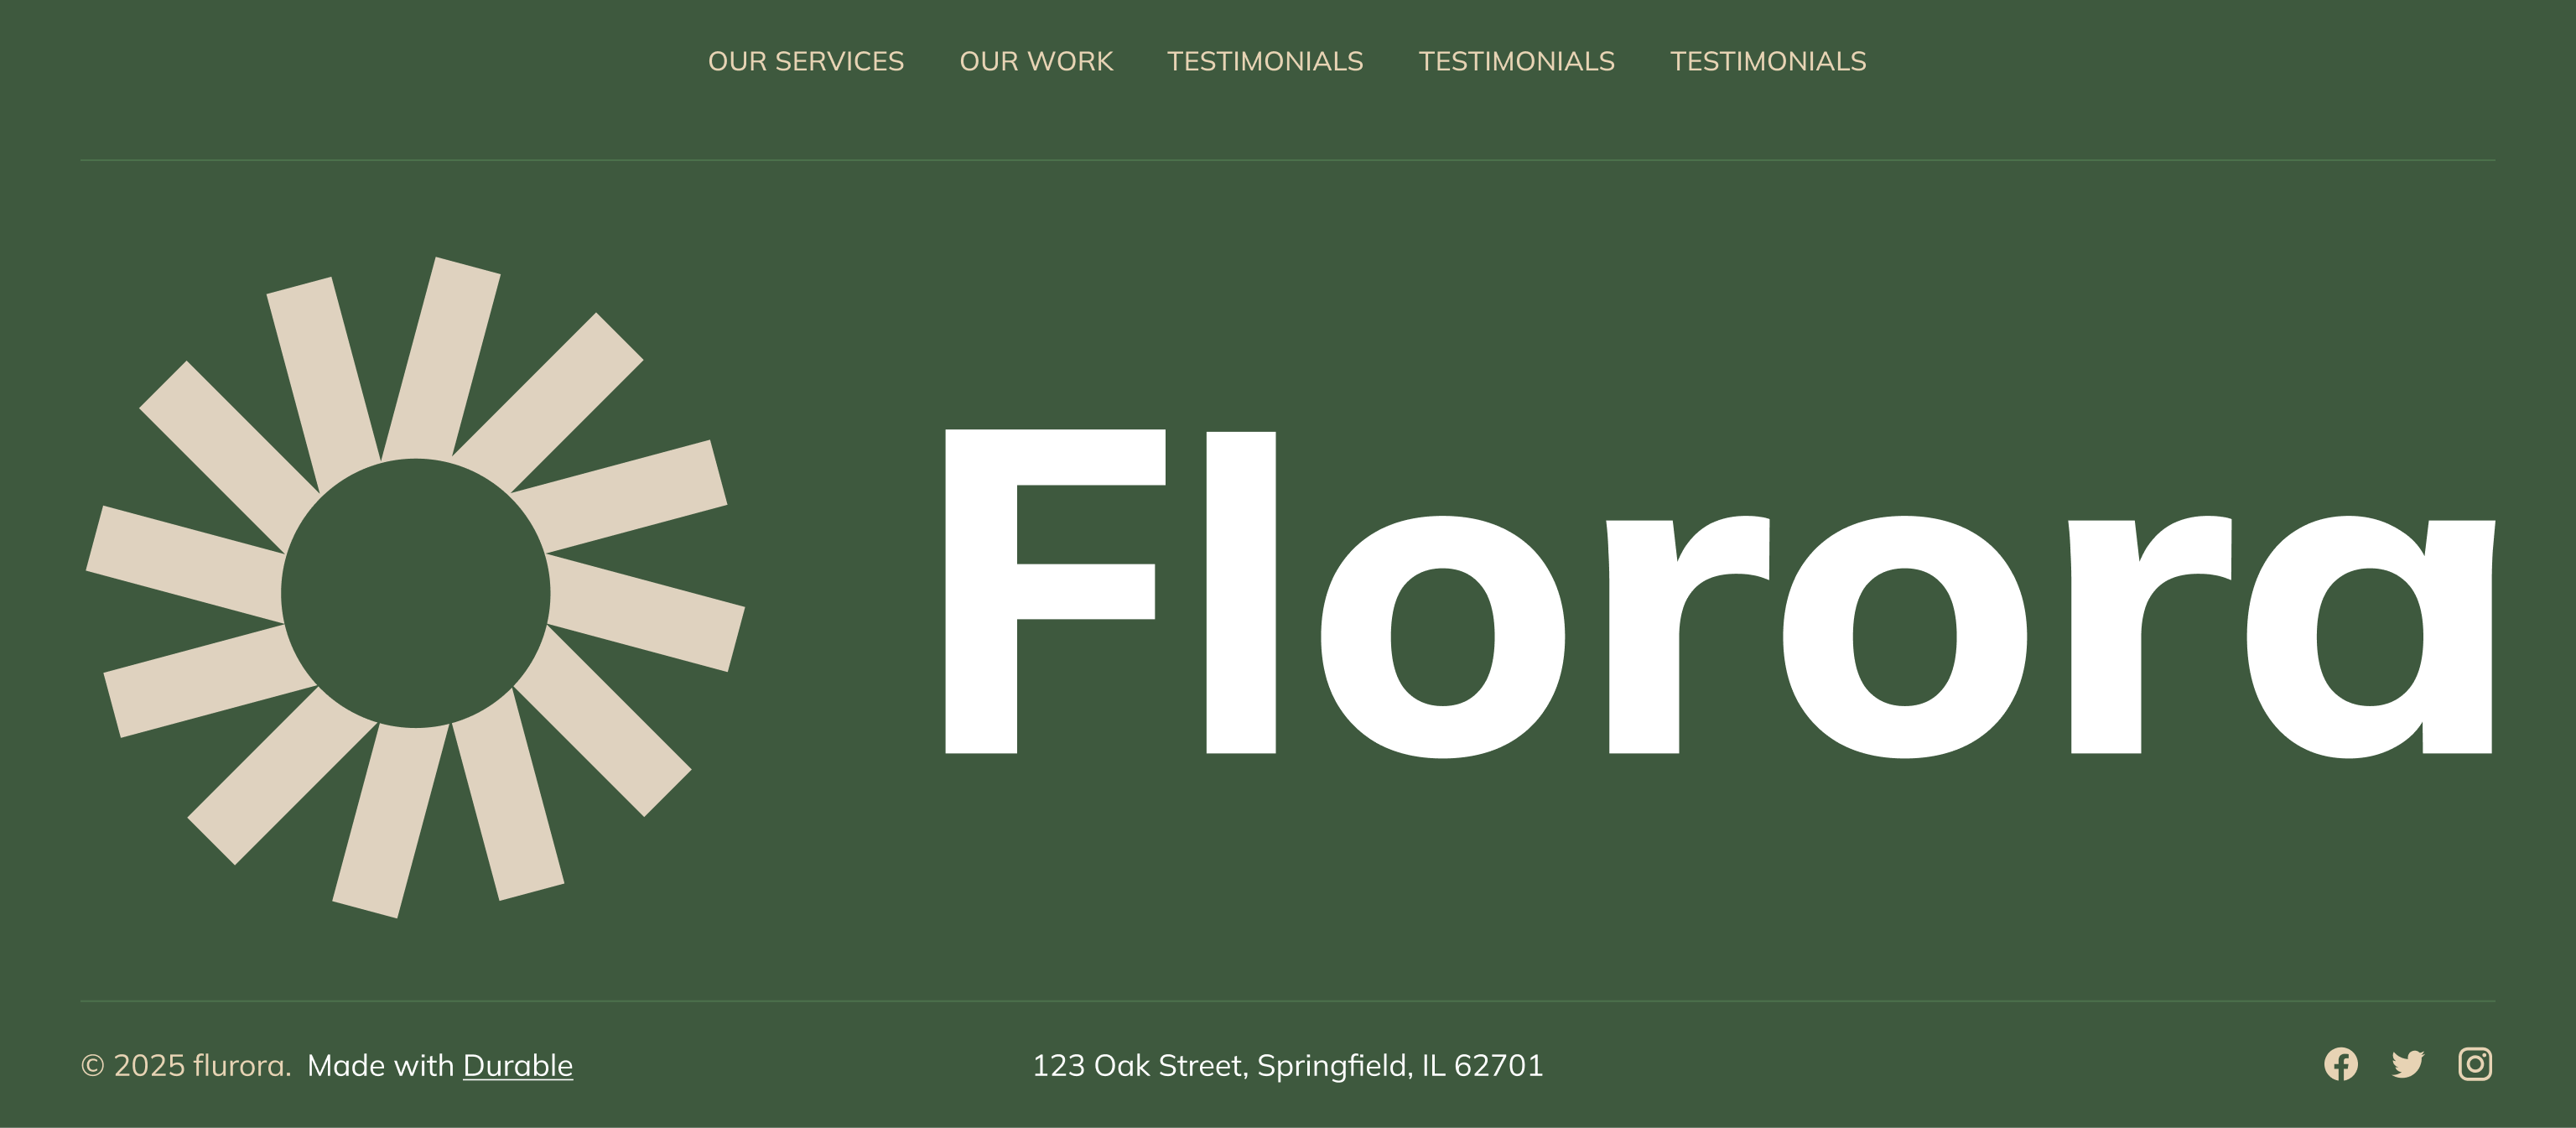 OUR SERVICES OUR WORK TESTIMONIALS TESTIMONIALS TESTIMONIALS
Florora
© 2025 flurora. Made with Durable
123 Oak Street, Springfield, IL 62701